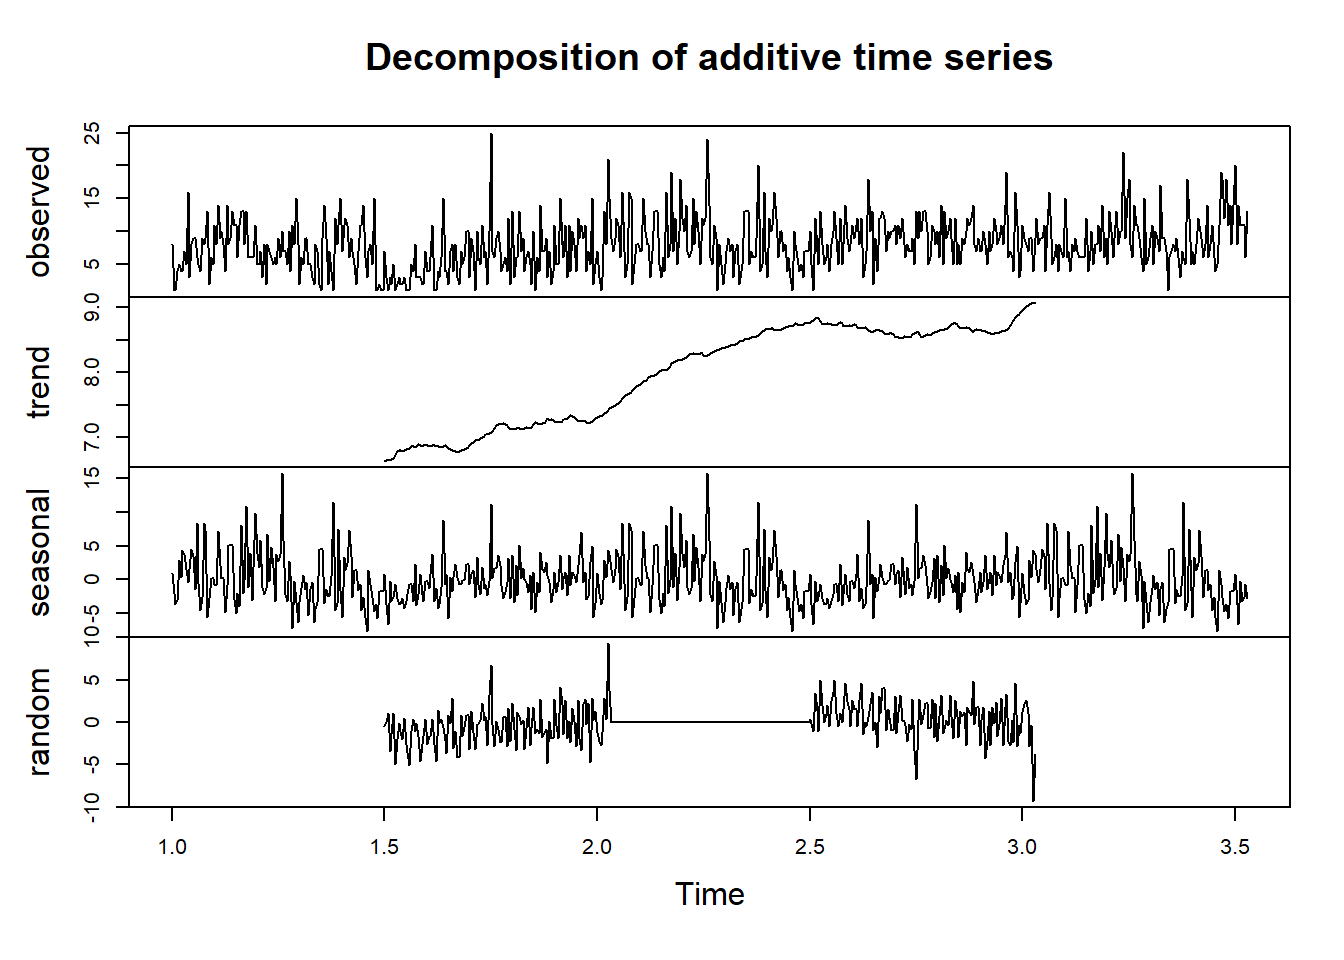 Decomposition of additive time series
observed
5 15 25
trend
7.0 8.0 9.0
seasonal
-5 0 5 15
random
-10 -5 0 5 10
1.0 1.5 2.0 2.5 3.0 3.5
Time